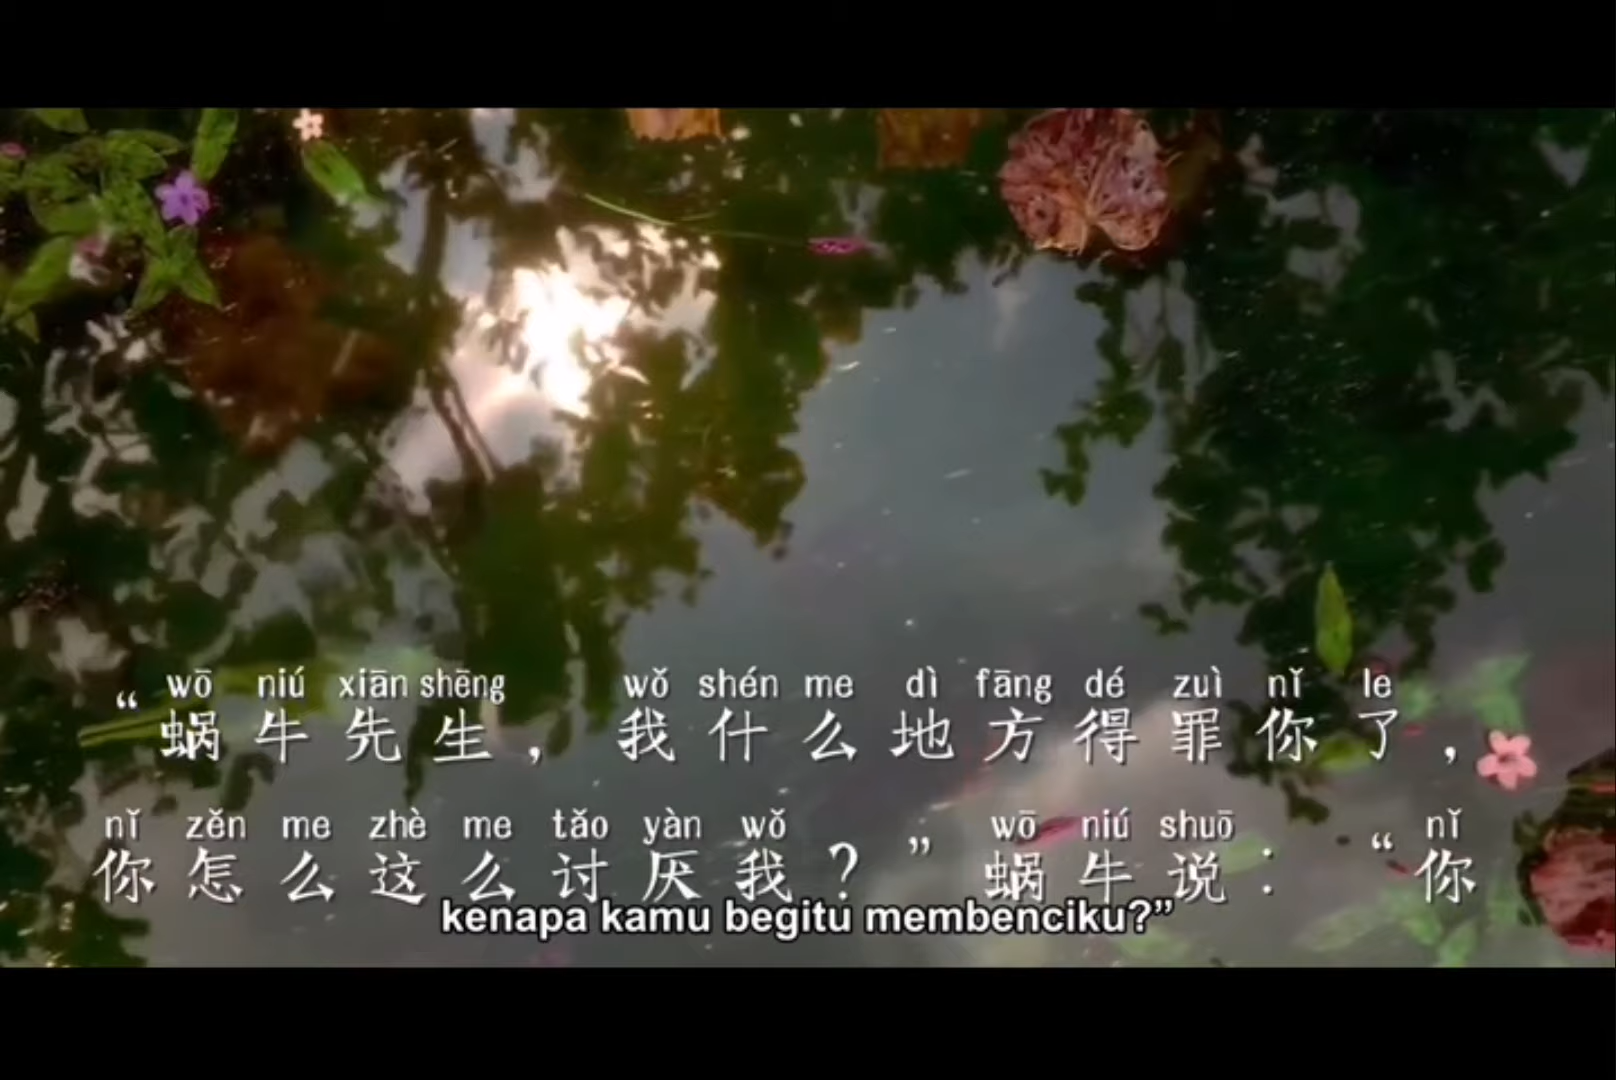 wō niú xiān shēng wǒ shén me dì fāng dé zuì nǐ le
“蜗牛先生，我什么地方得罪你了，
nǐ zěn me zhè me tǎo yàn wǒ wō niú shuō nǐ
你怎么这么讨厌我？”蜗牛说：“你
kenapa kamu begitu membenciku?”